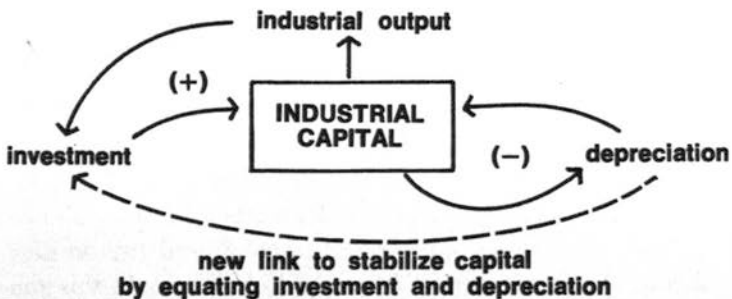 industrial output
(+)
INDUSTRIAL
CAPITAL
investment
(−)
depreciation
new link to stabilize capital
by equating investment and depreciation